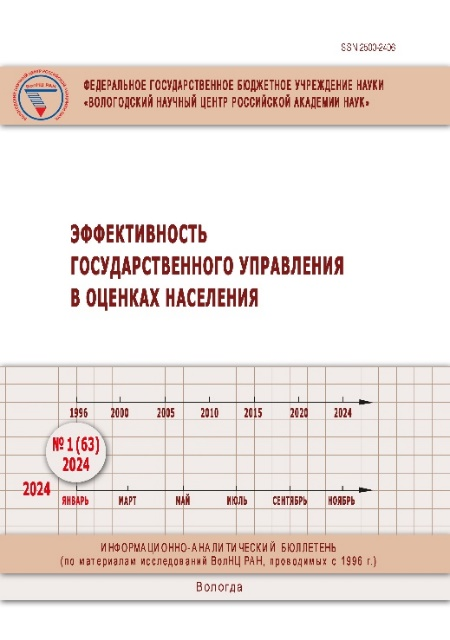 ISSN 2500-2406
ФЕДЕРАЛЬНОЕ ГОСУДАРСТВЕННОЕ БЮДЖЕТНОЕ УЧРЕЖДЕНИЕ НАУКИ
«ВОЛОГОДСКИЙ НАУЧНЫЙ ЦЕНТР РОССИЙСКОЙ АКАДЕМИИ НАУК»
ЭФФЕКТИВНОСТЬ
ГОСУДАРСТВЕННОГО УПРАВЛЕНИЯ
В ОЦЕНКАХ НАСЕЛЕНИЯ
1996 2000 2005 2010 2015 2020 2024
№ 1 (63)
2024
2024
ЯНВАРЬ МАРТ МАЙ ИЮЛЬ СЕНТЯБРЬ НОЯБРЬ
ИНФОРМАЦИОННО-АНАЛИТИЧЕСКИЙ БЮЛЛЕТЕНЬ
(по материалам исследований ВолНЦ РАН, проводимых с 1996 г.)
Вологда